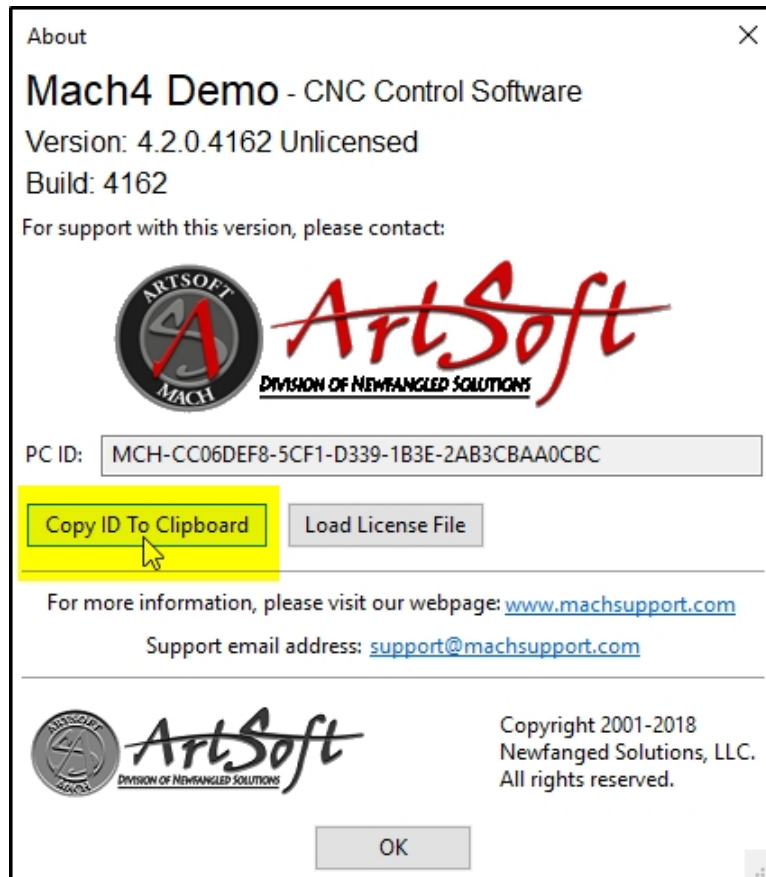 About
Mach4 Demo - CNC Control Software
Version: 4.2.0.4162 Unlicensed
Build: 4162
For support with this version, please contact:
ARTSOFT
MACH
ArtSoft
DIVISION OF NEWFANGLED SOLUTIONS
PC ID: MCH-CC06DEF8-5CF1-D339-1B3E-2AB3CBAA0CBC
Copy ID To Clipboard Load License File
For more information, please visit our webpage: www.machsupport.com
Support email address: support@machsupport.com
ARTSOFT
MACH
ArtSoft
DIVISION OF NEWFANGLED SOLUTIONS
Copyright 2001-2018
Newfanged Solutions, LLC.
All rights reserved.
OK